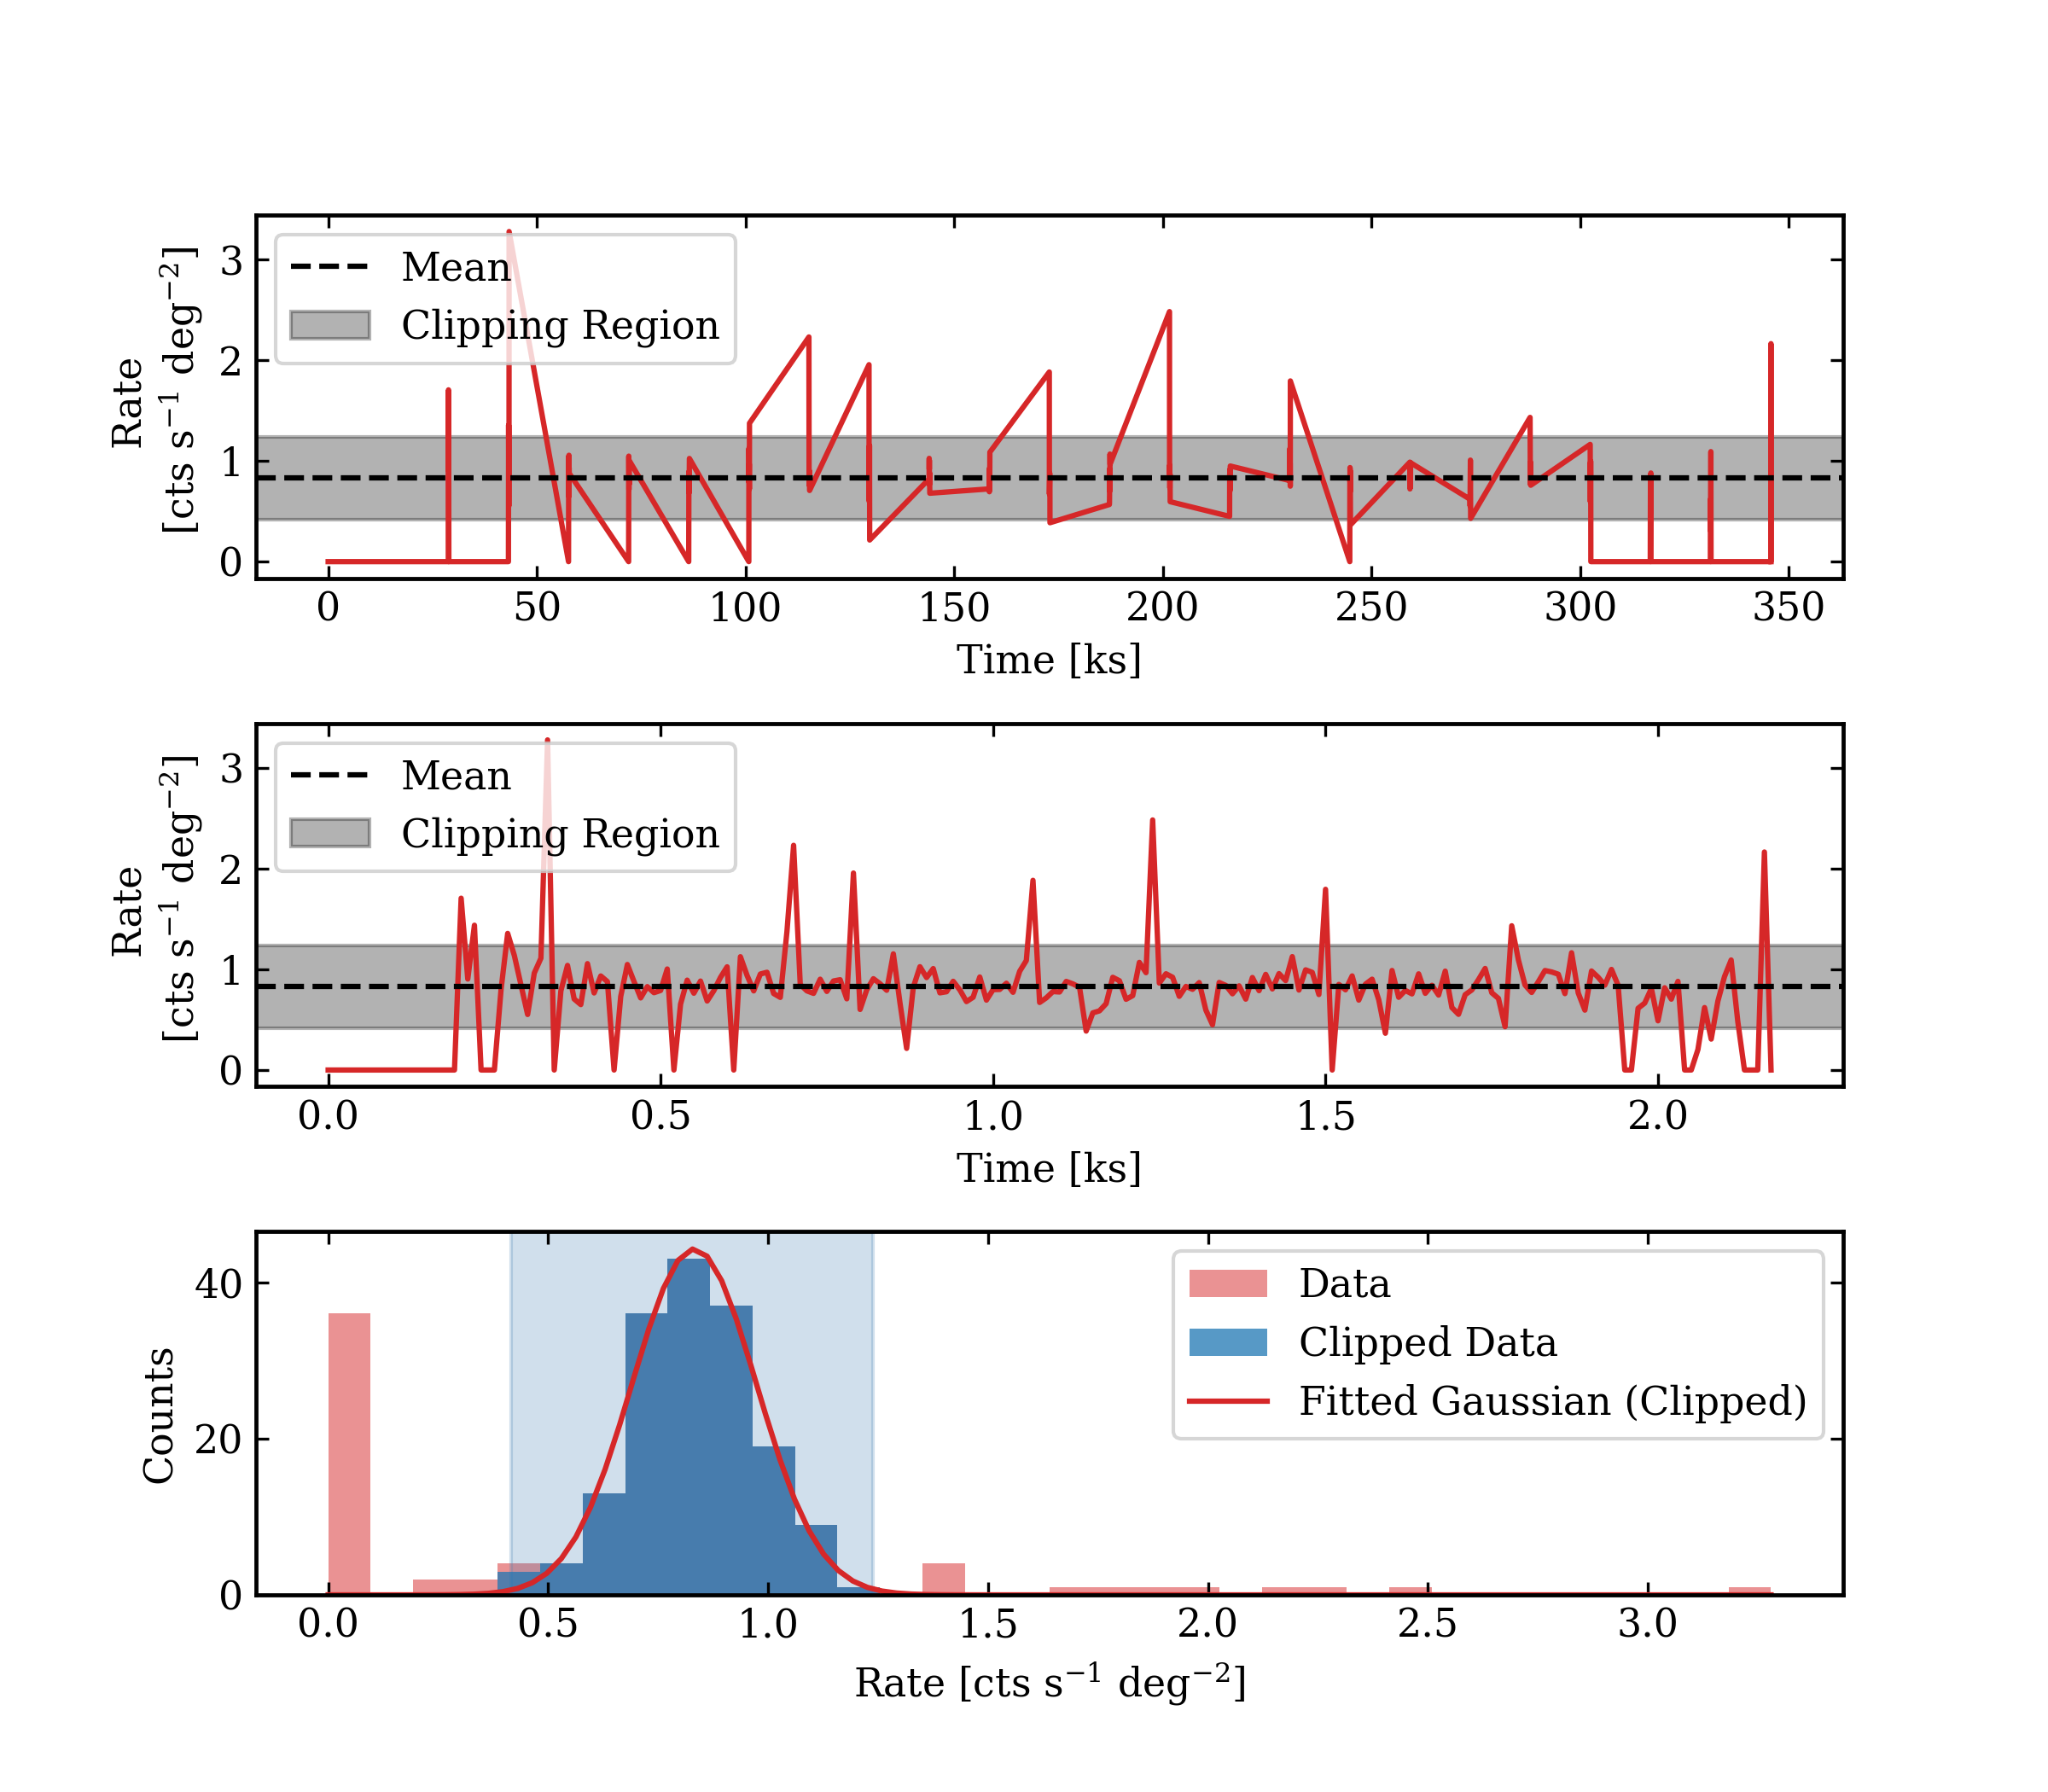 Rate
[cts s⁻¹ deg⁻²]
3
2
1
0
Mean
Clipping Region
0 50 100 150 200 250 300 350
Time [ks]
Rate
[cts s⁻¹ deg⁻²]
3
2
1
0
Mean
Clipping Region
0.0 0.5 1.0 1.5 2.0
Time [ks]
Counts
40
20
0
Data
Clipped Data
Fitted Gaussian (Clipped)
0.0 0.5 1.0 1.5 2.0 2.5 3.0
Rate [cts s⁻¹ deg⁻²]